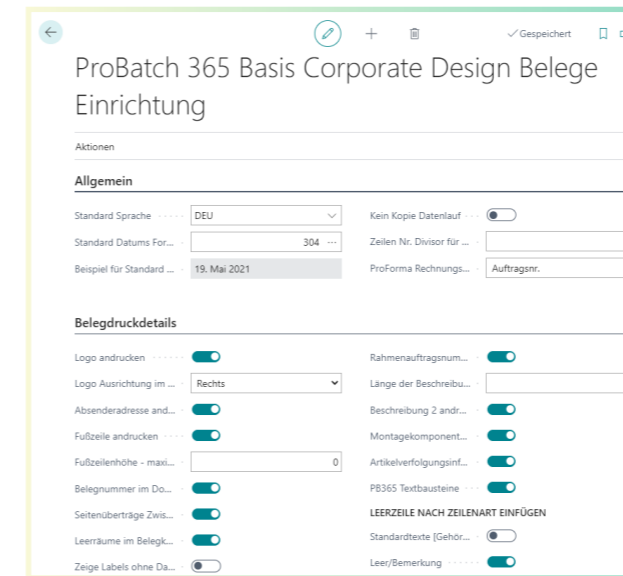 Gespeichert
ProBatch 365 Basis Corporate Design Belege
Einrichtung
Aktionen
Allgemein
Standard Sprache
DEU
Kein Kopie Datenlauf
Standard Datums For...
304 ...
Zeilen Nr. Divisor für ...
Beispiel für Standard ...
19. Mai 2021
ProForma Rechnungs...
Auftragsnr.
Belegdruckdetails
Logo andrucken
Rahmenauftragsnum...
Logo Ausrichtung im ...
Rechts
Länge der Beschreibu...
Absenderadresse and...
Beschreibung 2 andr...
Fußzeile andrucken
Montagekomponent...
Fußzeilenhöhe - maxi...
0
Artikelverfolgungsinf...
Belegnummer im Do...
PB365 Textbausteine
Seitenüberträge Zwis...
LEERZEILE NACH ZEILENART EINFÜGEN
Leerräume im Belegk...
Standardtexte [Gehör...
Zeige Labels ohne Da...
Leer/Bemerkung